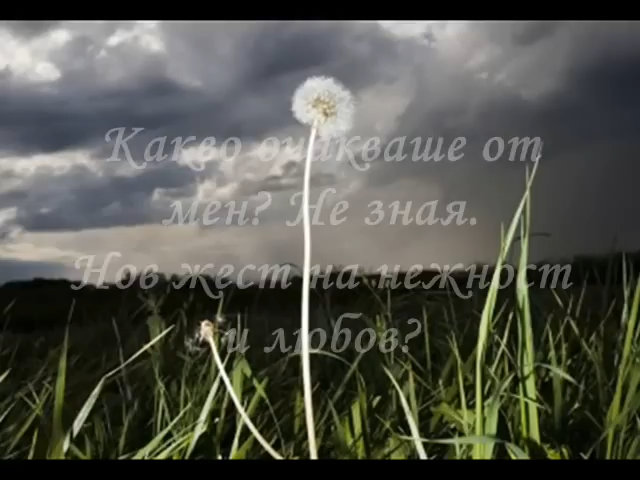 Какво очакваше от
мен? Не зная.
Нов жест на нежност
и любов?